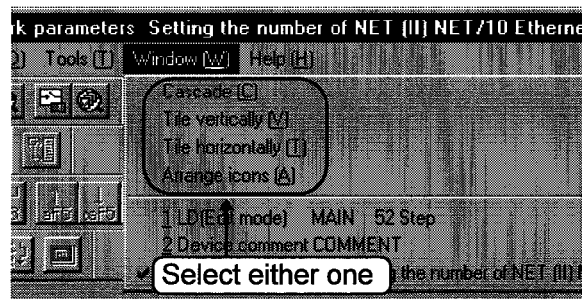 rk parameters Setting the number of NET (II) NET/10 Etherne
Tools (T) Window (W) Help (H)
Cascade (C)
Tile vertically (V)
Tile horizontally (T)
Arrange icons (A)
1 LD(Edit mode) MAIN 52 Step
2 Device comment COMMENT
Select either one the number of NET (II)